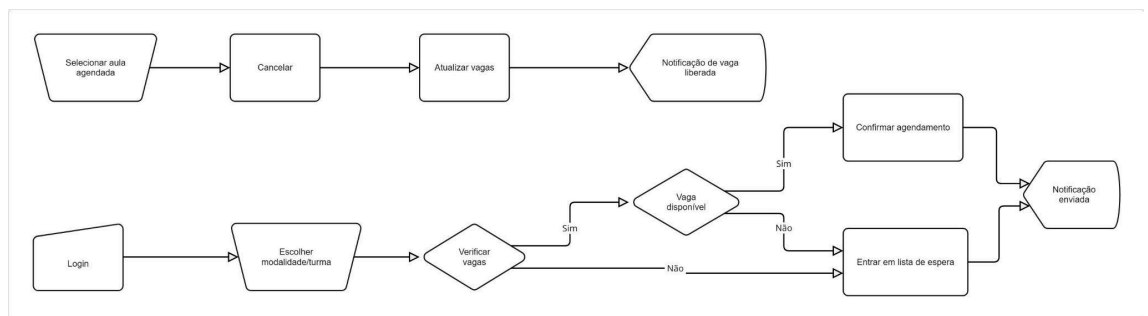 Selecionar aula
agendada
Cancelar
Atualizar vagas
Notificação de vaga
liberada
Confirmar agendamento
Sim
Vaga
disponível
Notificação
enviada
Sim
Não
Login
Escolher
modalidade/turma
Verificar
vagas
Não
Entrar em lista de espera